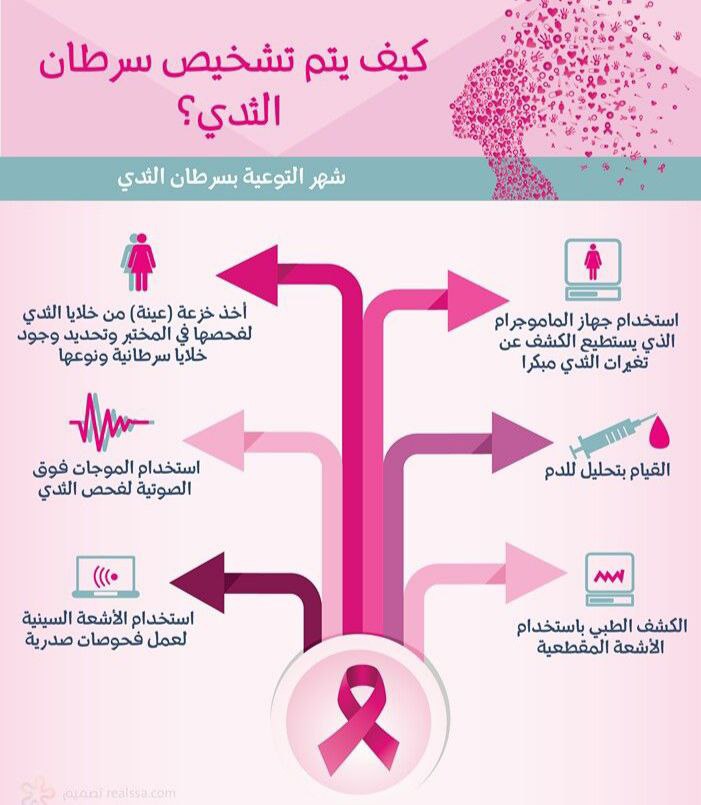 كيف يتم تشخيص سرطان
الثدي؟
شهر التوعية بسرطان الثدي
استخدام جهاز الماموجرام
الذي يستطيع الكشف عن
تغيرات الثدي مبكرا
أخذ خزعة (عينة) من خلايا الثدي
لفحصها في المختبر وتحديد وجود
خلايا سرطانية ونوعها
القيام بتحليل للدم
استخدام الموجات فوق
الصوتية لفحص الثدي
الكشف الطبي باستخدام
الأشعة المقطعية
استخدام الأشعة السينية
لعمل فحوصات صدرية
تصميم realssa.com